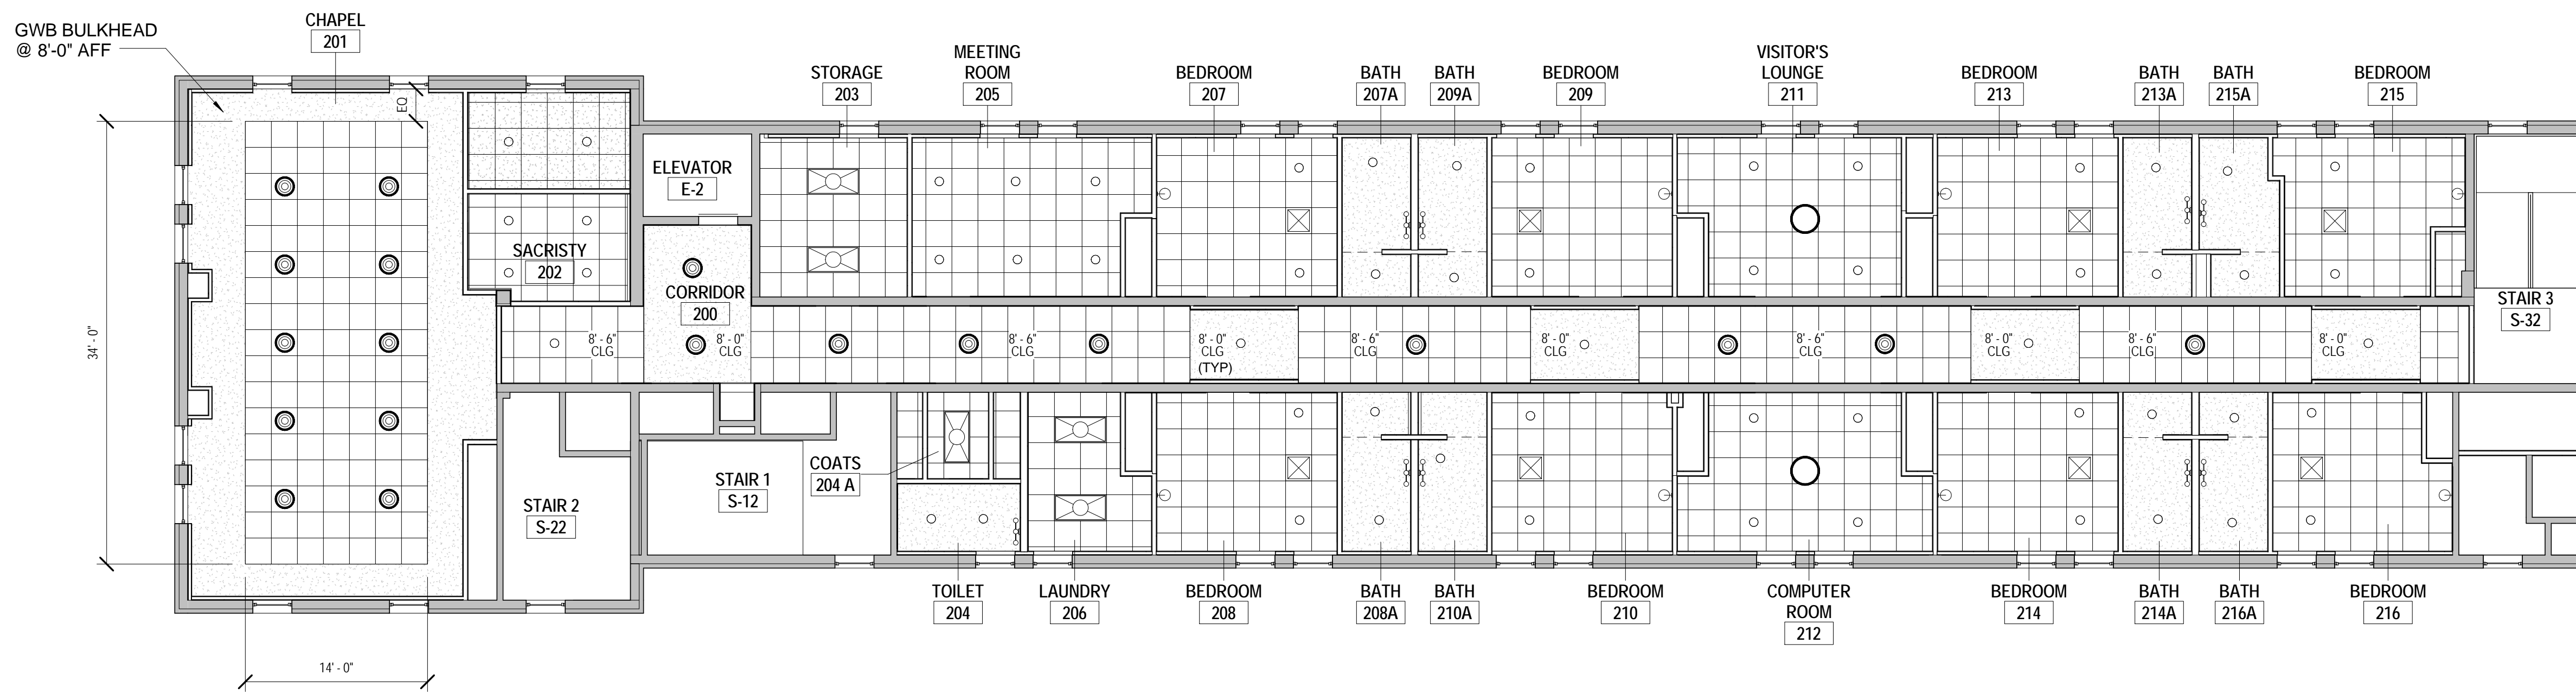 CHAPEL
201
GWB BULKHEAD
@ 8'-0" AFF
EQ
34' - 0"
14' - 0"
STORAGE
203
MEETING
ROOM
205
BEDROOM
207
BATH
207A
BATH
209A
BEDROOM
209
VISITOR'S
LOUNGE
211
BEDROOM
213
BATH
213A
BATH
215A
BEDROOM
215
ELEVATOR
E-2
SACRISTY
202
CORRIDOR
200
STAIR 3
S-32
8' - 6"
CLG
8' - 0"
CLG
8' - 6"
CLG
8' - 0"
CLG
(TYP)
8' - 6"
CLG
8' - 0"
CLG
8' - 6"
CLG
8' - 0"
CLG
8' - 6"
CLG
8' - 0"
CLG
STAIR 2
S-22
STAIR 1
S-12
COATS
204 A
TOILET
204
LAUNDRY
206
BEDROOM
208
BATH
208A
BATH
210A
BEDROOM
210
COMPUTER
ROOM
212
BEDROOM
214
BATH
214A
BATH
216A
BEDROOM
216